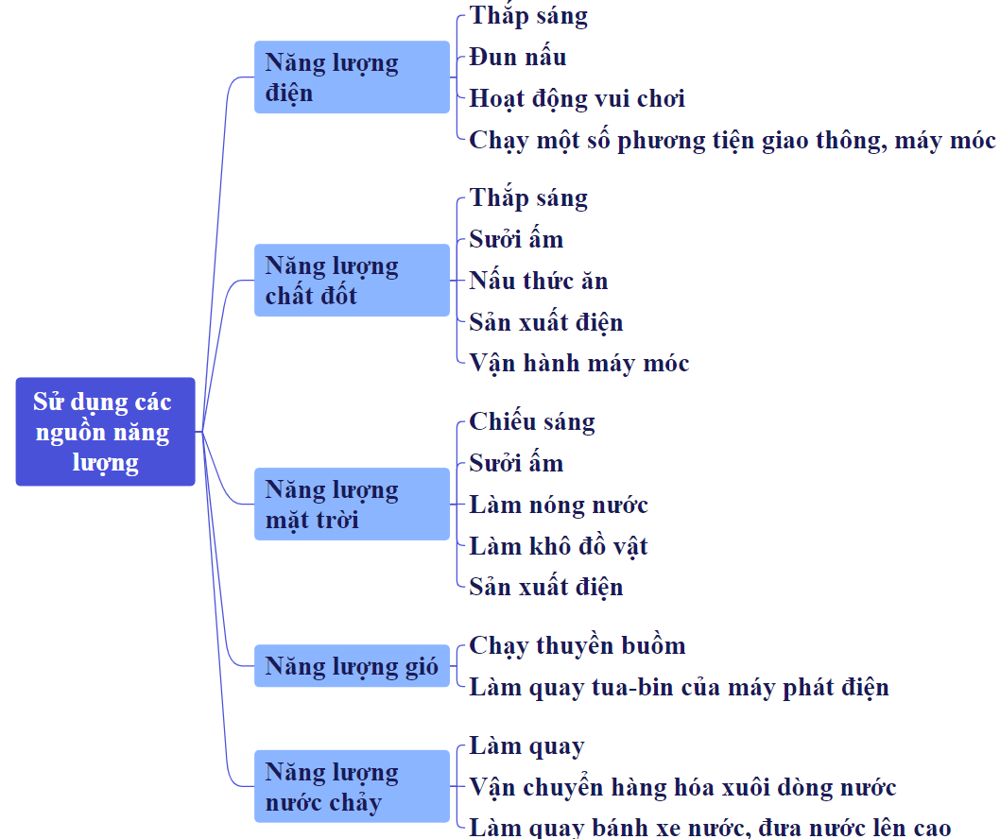 Thắp sáng
Năng lượng
điện
Đun nấu
Hoạt động vui chơi
Chạy một số phương tiện giao thông, máy móc
Thắp sáng
Năng lượng
chất đốt
Sưởi ấm
Nấu thức ăn
Sản xuất điện
Vận hành máy móc
Sử dụng các
nguồn năng
lượng
Chiếu sáng
Năng lượng
mặt trời
Sưởi ấm
Làm nóng nước
Làm khô đồ vật
Sản xuất điện
Năng lượng gió
Chạy thuyền buồm
Làm quay tua-bin của máy phát điện
Năng lượng
nước chảy
Làm quay
Vận chuyển hàng hóa xuôi dòng nước
Làm quay bánh xe nước, đưa nước lên cao